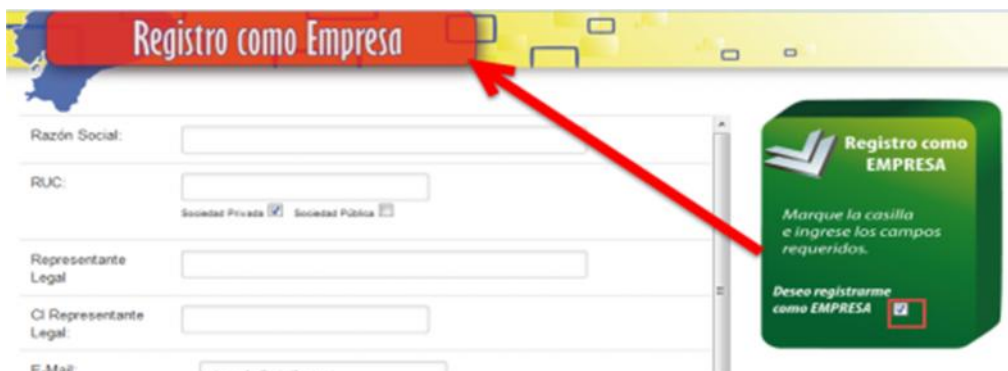 Registro como Empresa
Razón Social:
RUC:
Sociedad Privada Sociedad Pública
Representante
Legal
CI Representante
Legal:
E-Mail:
Registro como
EMPRESA
Marque la casilla
e ingrese los campos
requeridos.
Deseo registrarme
como EMPRESA